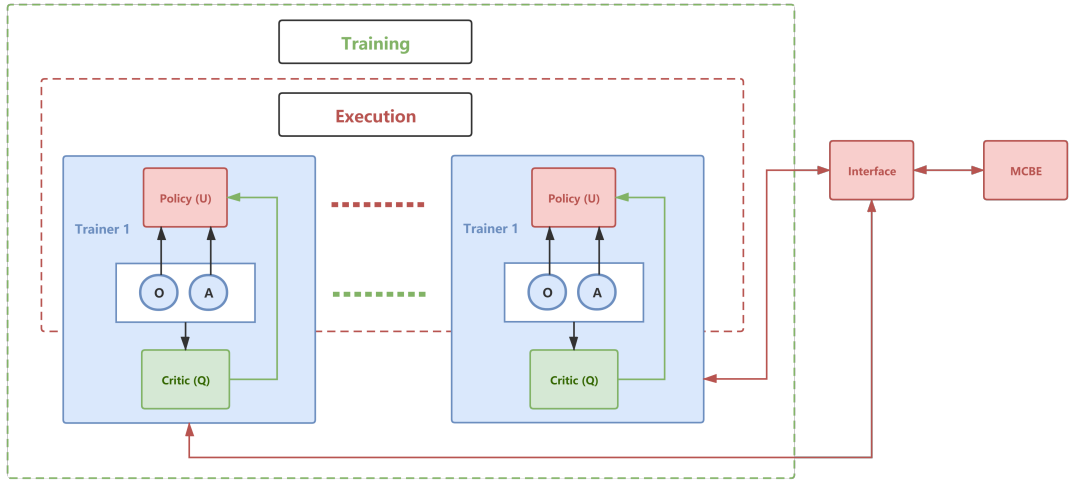 Training
Execution
Policy (U)
Trainer 1
O
A
Critic (Q)
Policy (U)
Trainer 1
O
A
Critic (Q)
Interface
MCBE